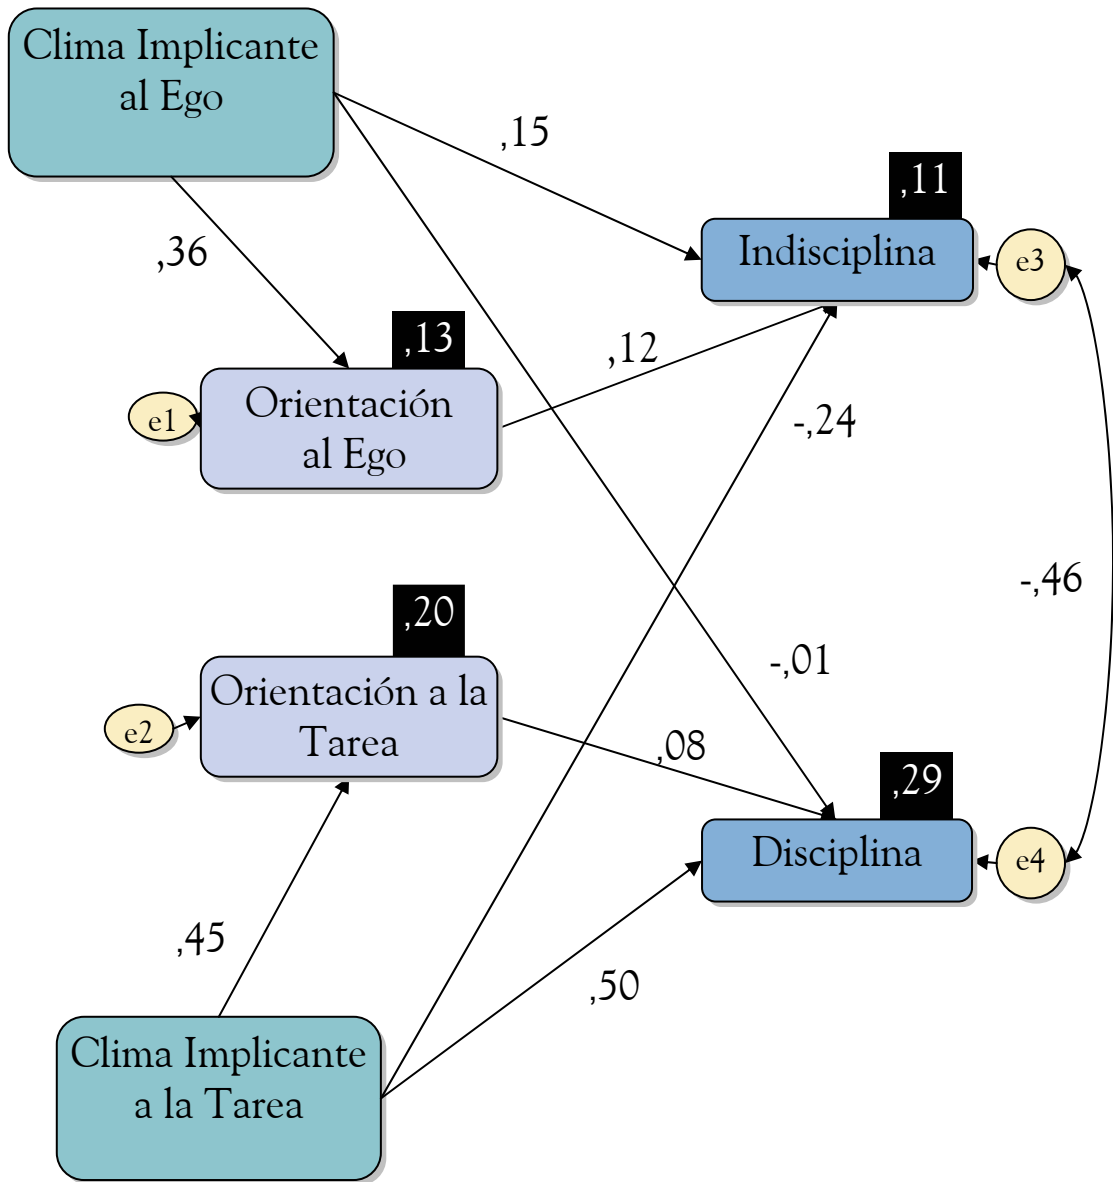 Clima Implicante
al Ego
,15
,11
Indisciplina
e3
,36
,13
,12
Orientación
al Ego
e1
-,24
-,46
,20
-,01
Orientación a la
Tarea
e2
,08
,29
Disciplina
e4
,45
,50
Clima Implicante
a la Tarea